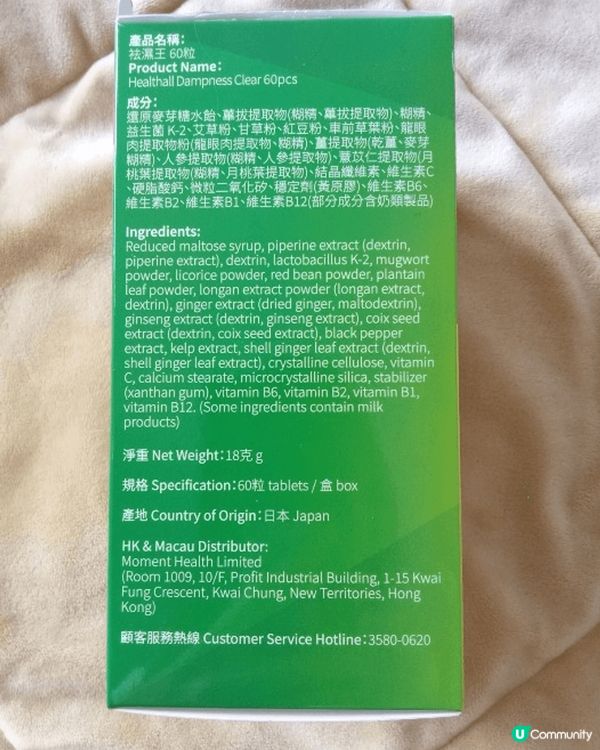 產品名稱：
袪濕王 60粒
Product Name：
Healthall Dampness Clear 60pcs
成分：
還原麥芽糖水飴、蓽拔提取物(糊精、蓽拔提取物)、糊精、
益生菌 K-2、艾草粉、甘草粉、紅豆粉、車前草葉粉、龍眼
肉提取物粉(龍眼肉提取物、糊精)、薑提取物(乾薑、麥芽
糊精)、人參提取物(糊精、人參提取物)、薏苡仁提取物(月
桃葉提取物(糊精、月桃葉提取物)、結晶纖維素、維生素C
、硬脂酸鈣、微粒二氧化矽、穩定劑(黃原膠)、維生素B6、
維生素B2、維生素B1、維生素B12(部分成分含奶類製品)
Ingredients:
Reduced maltose syrup, piperine extract (dextrin,
piperine extract), dextrin, lactobacillus K-2, mugwort
powder, licorice powder, red bean powder, plantain
leaf powder, longan extract powder (longan extract,
dextrin), ginger extract (dried ginger, maltodextrin),
ginseng extract (dextrin, ginseng extract), coix seed
extract (dextrin, coix seed extract), black pepper
extract, kelp extract, shell ginger leaf extract (dextrin,
shell ginger leaf extract), crystalline cellulose, vitamin
C, calcium stearate, microcrystalline silica, stabilizer
(xanthan gum), vitamin B6, vitamin B2, vitamin B1,
vitamin B12. (Some ingredients contain milk
products)
淨重 Net Weight：18克 g
規格 Specification：60粒 tablets / 盒 box
產地 Country of Origin：日本 Japan
HK & Macau Distributor:
Moment Health Limited
(Room 1009, 10/F, Profit Industrial Building, 1-15 Kwai
Fung Crescent, Kwai Chung, New Territories, Hong
Kong)
顧客服務熱線 Customer Service Hotline：3580-0620
U Community